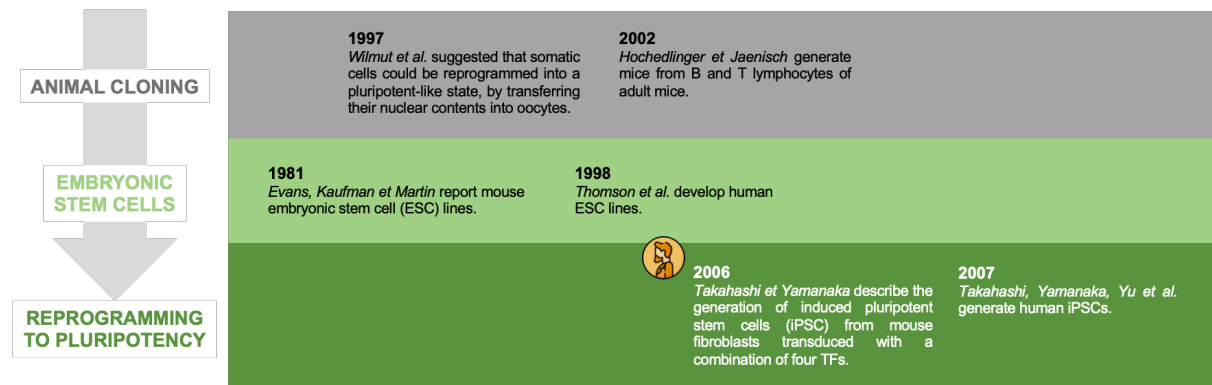 ANIMAL CLONING
1997
Wilmut et al. suggested that somatic
cells could be reprogrammed into a
pluripotent-like state, by transferring
their nuclear contents into oocytes.
2002
Hochedlinger et Jaenisch generate
mice from B and T lymphocytes of
adult mice.
EMBRYONIC
STEM CELLS
1981
Evans, Kaufman et Martin report mouse
embryonic stem cell (ESC) lines.
1998
Thomson et al. develop human
ESC lines.
REPROGRAMMING
TO PLURIPOTENCY
2006
Takahashi et Yamanaka describe the
generation of induced pluripotent
stem cells (iPSC) from mouse
fibroblasts transduced with a
combination of four TFs.
2007
Takahashi, Yamanaka, Yu et al.
generate human iPSCs.